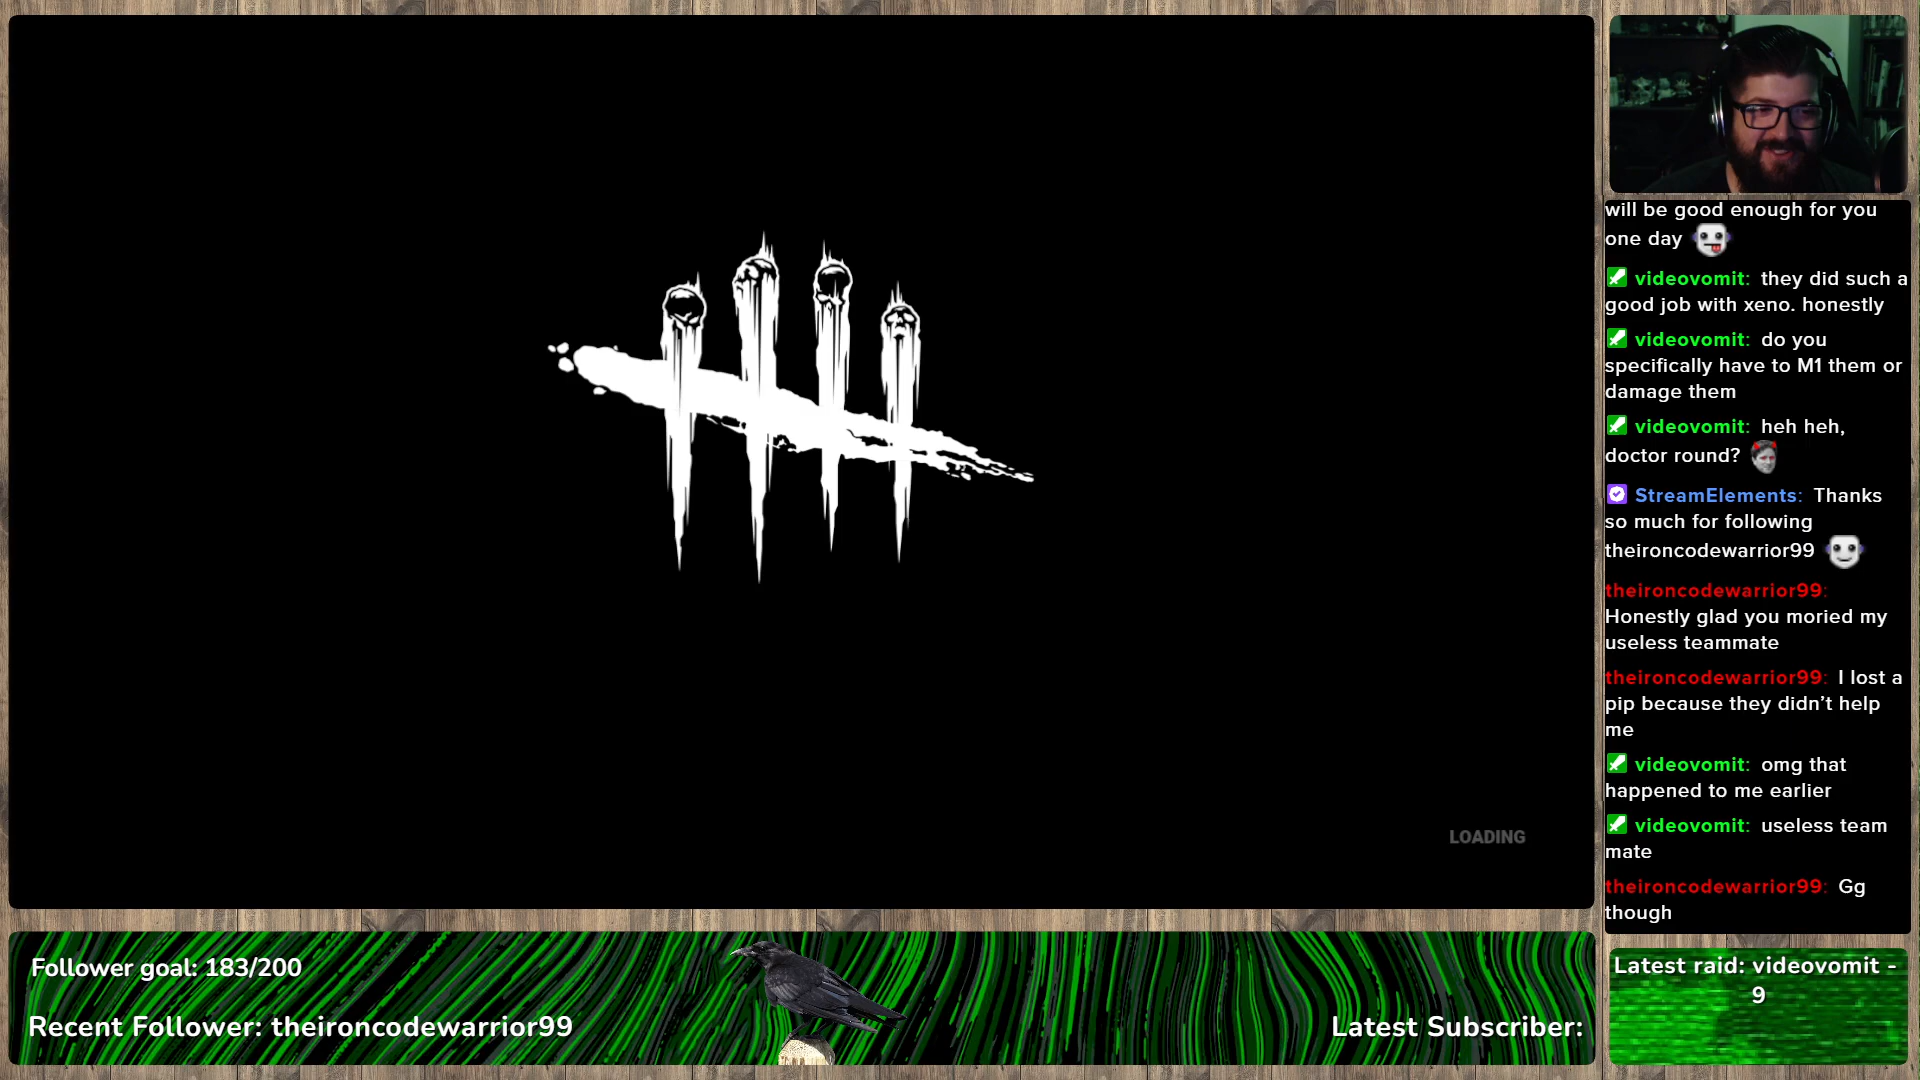 will be good enough for you
one day
videovomit: they did such a
good job with xeno. honestly
videovomit: do you
specifically have to M1 them or
damage them
videovomit: heh heh,
doctor round?
StreamElements: Thanks
so much for following
theironcodewarrior99
theironcodewarrior99:
Honestly glad you moried my
useless teammate
theironcodewarrior99: I lost a
pip because they didn’t help
me
videovomit: omg that
happened to me earlier
videovomit: useless team
mate
theironcodewarrior99: Gg
though
LOADING
Follower goal: 183/200
Recent Follower: theironcodewarrior99
Latest Subscriber:
Latest raid: videovomit -
9